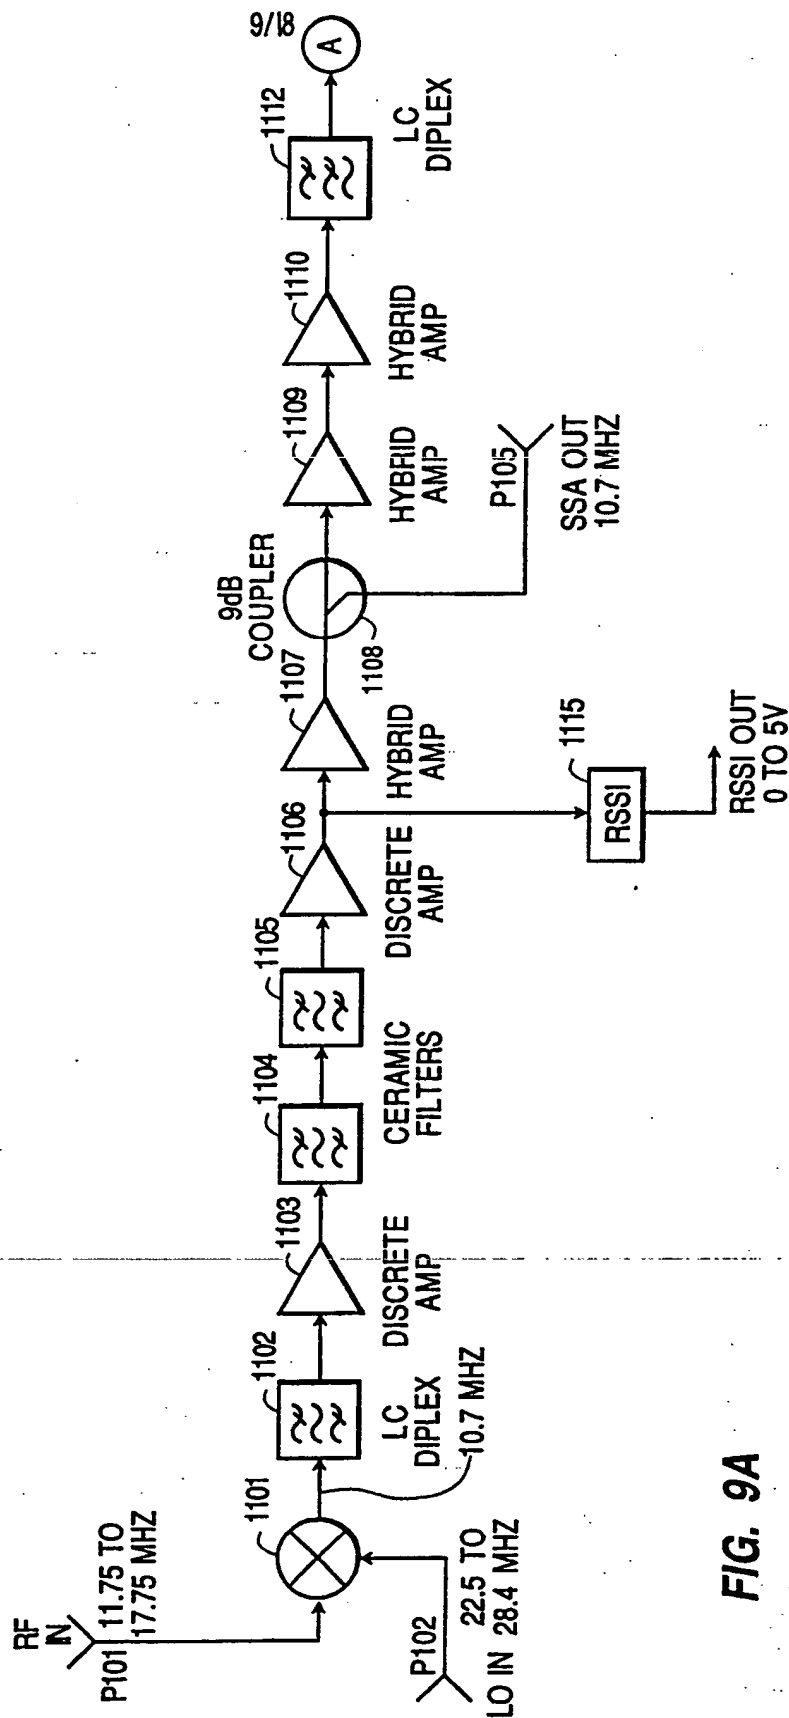 RF
IN
P101
11.75 TO
17.75 MHZ
1101
P102
LO IN
22.5 TO
28.4 MHZ
10.7 MHZ
1102
LC
DIPLEX
1103
DISCRETE
AMP
1104
1105
CERAMIC
FILTERS
1106
DISCRETE
AMP
1107
HYBRID
AMP
1115
RSSI
RSSI OUT
0 TO 5V
9dB
COUPLER
1108
P105
SSA OUT
10.7 MHZ
1109
HYBRID
AMP
1110
HYBRID
AMP
1112
LC
DIPLEX
A
9/18
FIG. 9A